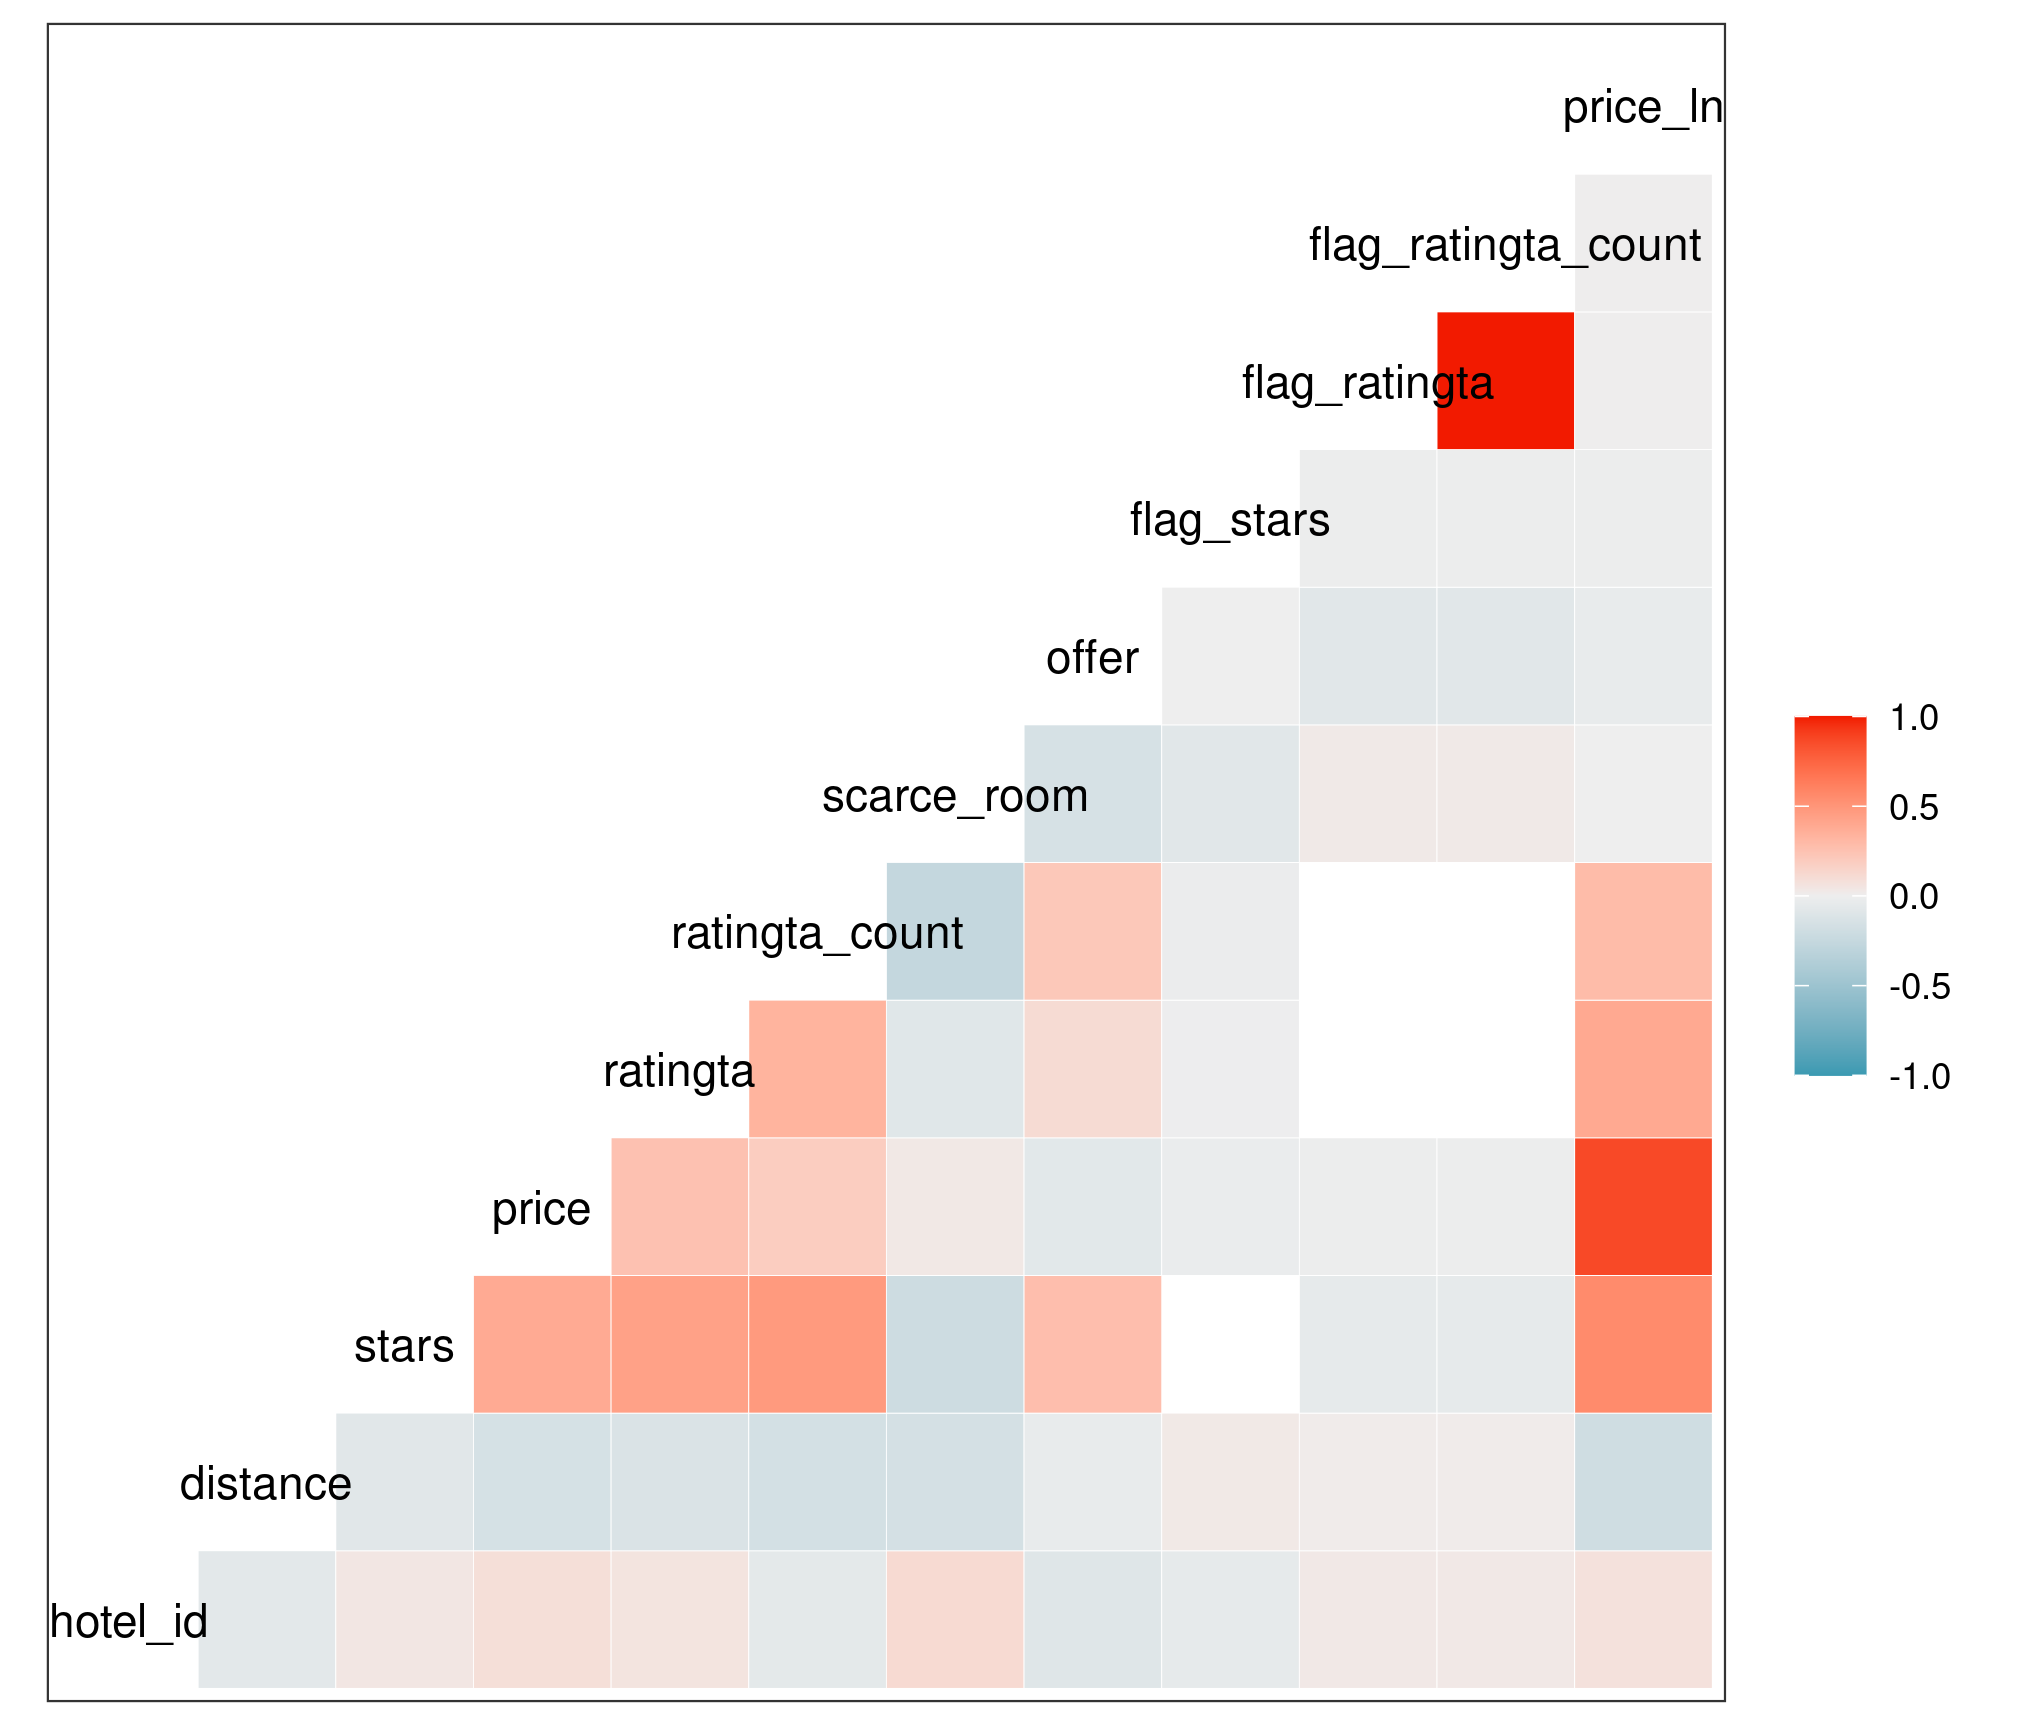 price_ln
flag_ratingta_count
flag_ratingta
flag_stars
offer
scarce_room
ratingta_count
ratingta
price
stars
distance
hotel_id
1.0
0.5
0.0
-0.5
-1.0